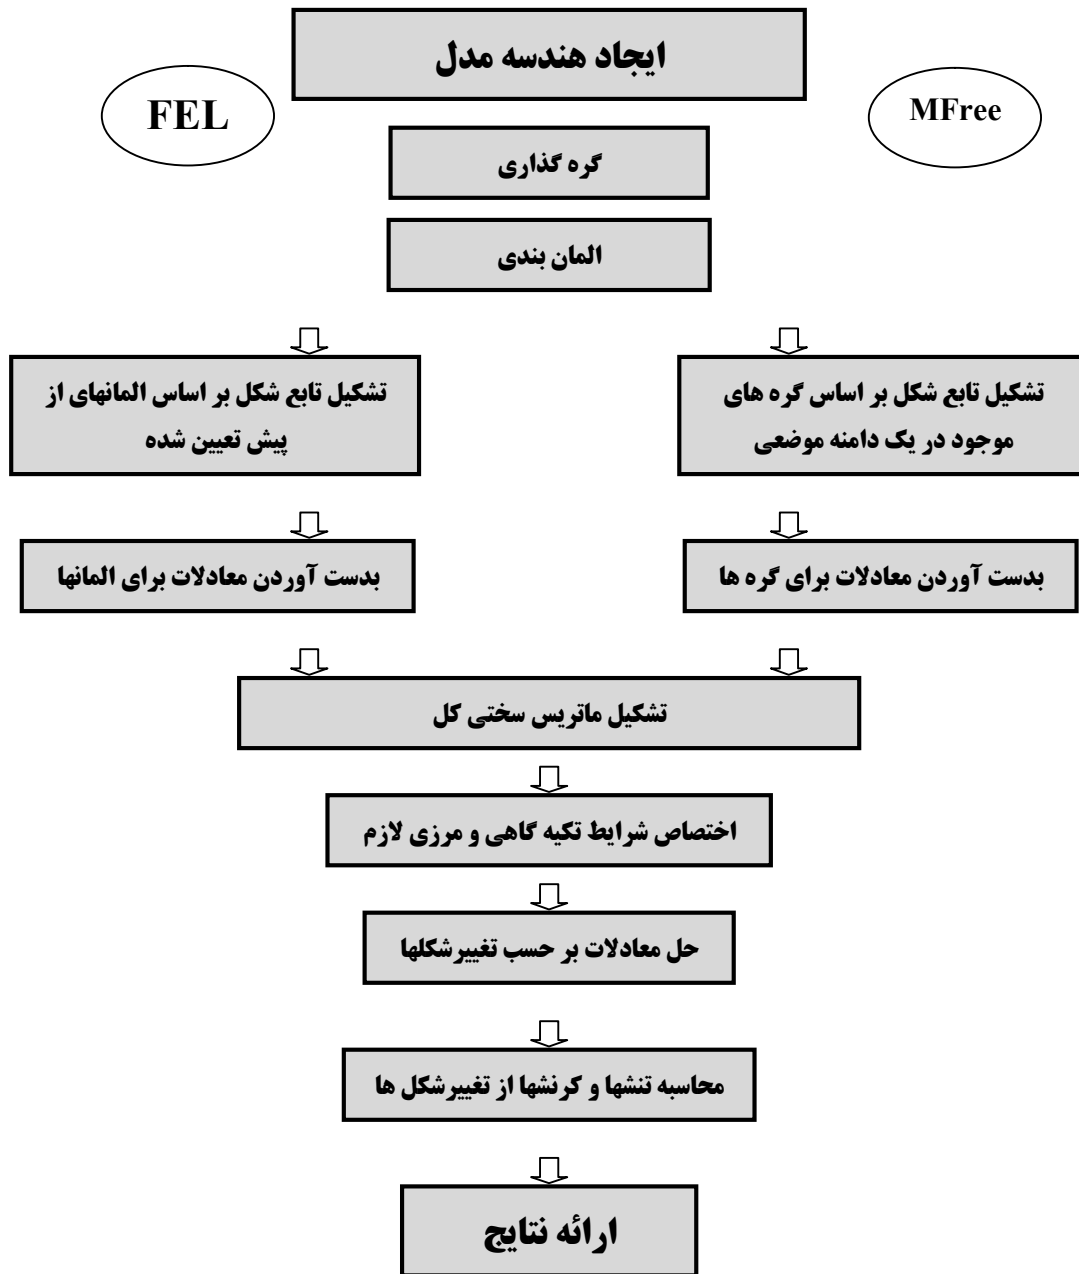 ایجاد هندسه مدل
FEL
MFree
گره گذاری
المان بندی
تشکیل تابع شکل بر اساس المانهای از
پیش تعیین شده
تشکیل تابع شکل بر اساس گره های
موجود در یک دامنه موضعی
بدست آوردن معادلات برای المانها
بدست آوردن معادلات برای گره ها
تشکیل ماتریس سختی کل
اختصاص شرایط تکیه گاهی و مرزی لازم
حل معادلات بر حسب تغییرشکلها
محاسبه تنشها و کرنشها از تغییرشکل ها
ارائه نتایج